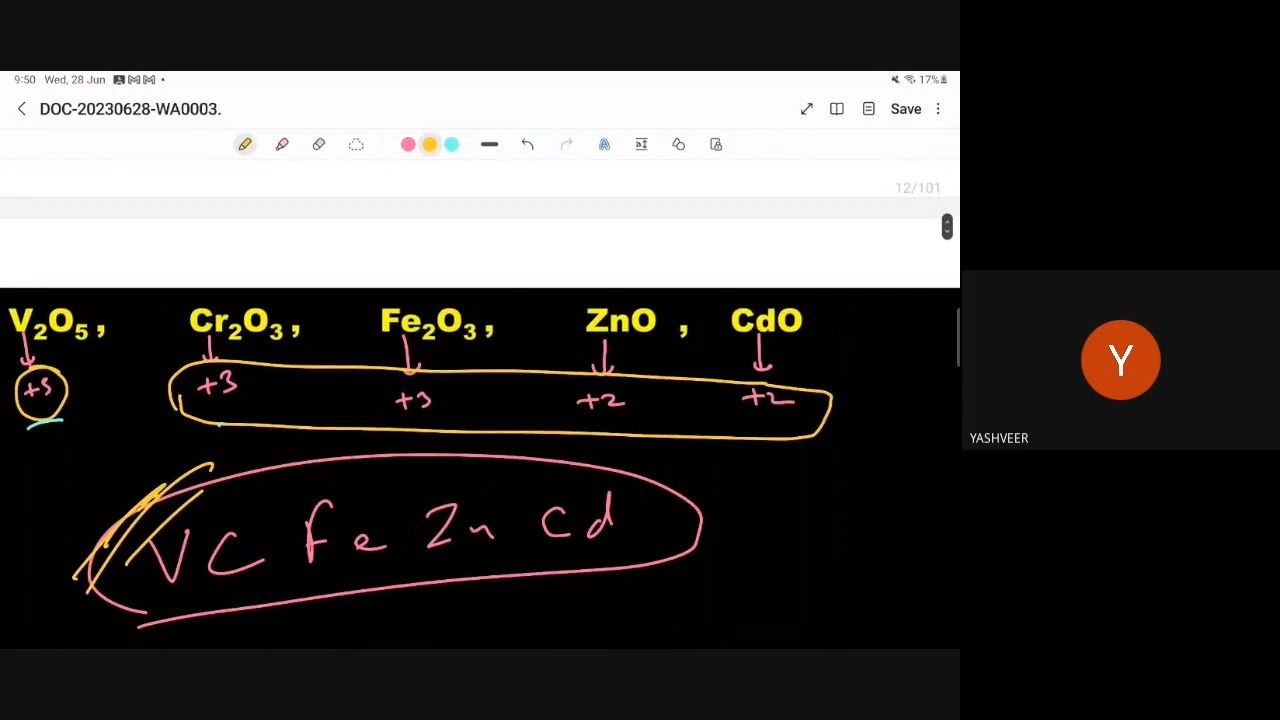 9:50 Wed, 28 Jun
17%
DOC-20230628-WA0003.
Save
12/101
V₂O₅ , Cr₂O₃ , Fe₂O₃ , ZnO , CdO
+5 +3 +3 +2 +2
V C Fe Zn Cd
Y
YASHVEER